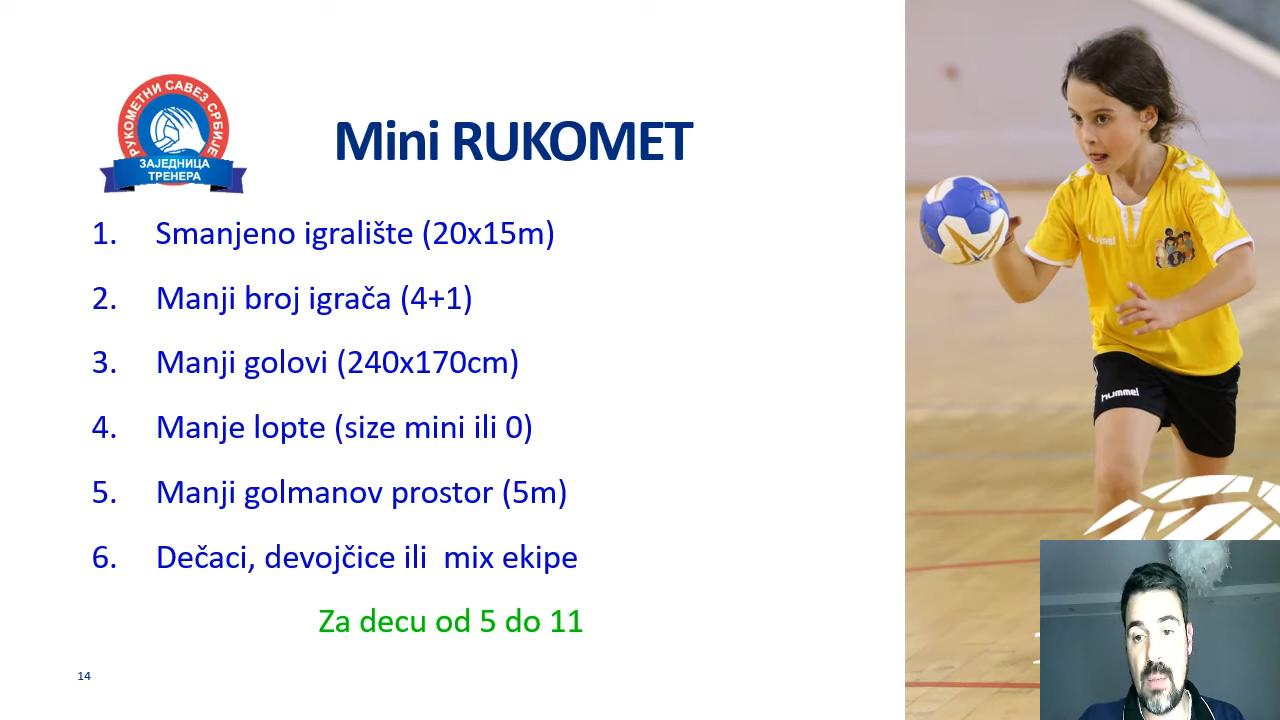 РУКОМЕТНИ САВЕЗ СРБИЈЕ
ЗАЈЕДНИЦА
ТРЕНЕРА
Mini RUKOMET
1. Smanjeno igralište (20x15m)
2. Manji broj igrača (4+1)
3. Manji golovi (240x170cm)
4. Manje lopte (size mini ili 0)
5. Manji golmanov prostor (5m)
6. Dečaci, devojčice ili  mix ekipe
Za decu od 5 do 11
14
hummel